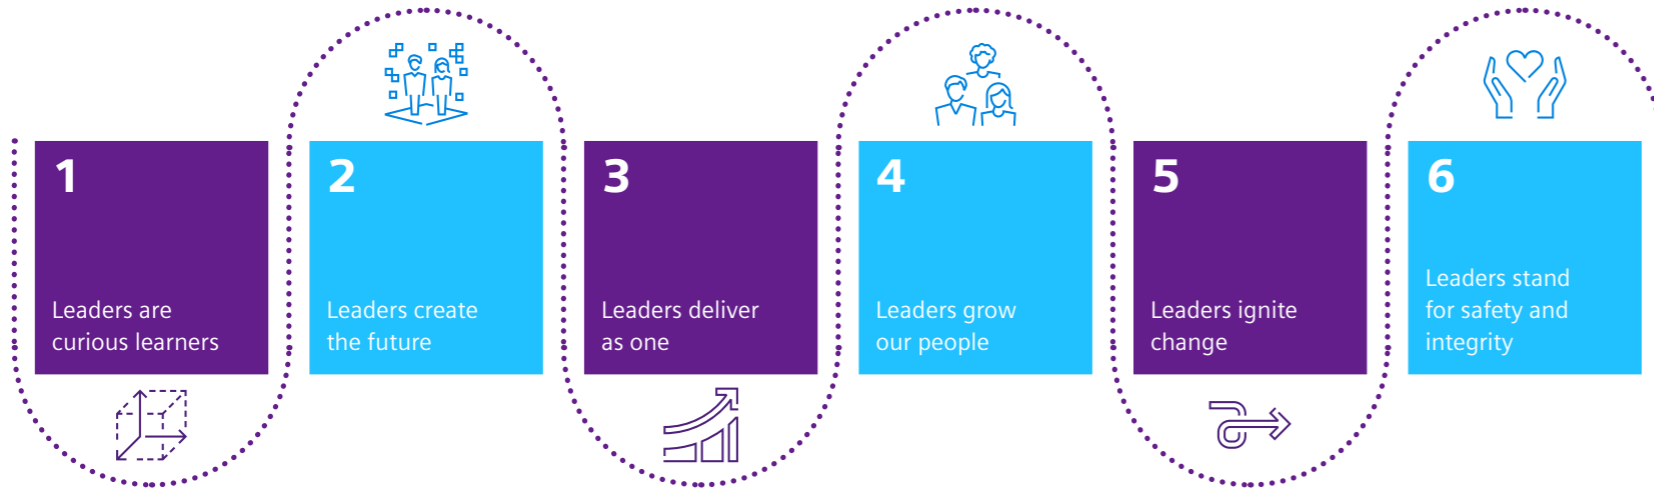 1
Leaders are
curious learners
2
Leaders create
the future
3
Leaders deliver
as one
4
Leaders grow
our people
5
Leaders ignite
change
6
Leaders stand
for safety and
integrity